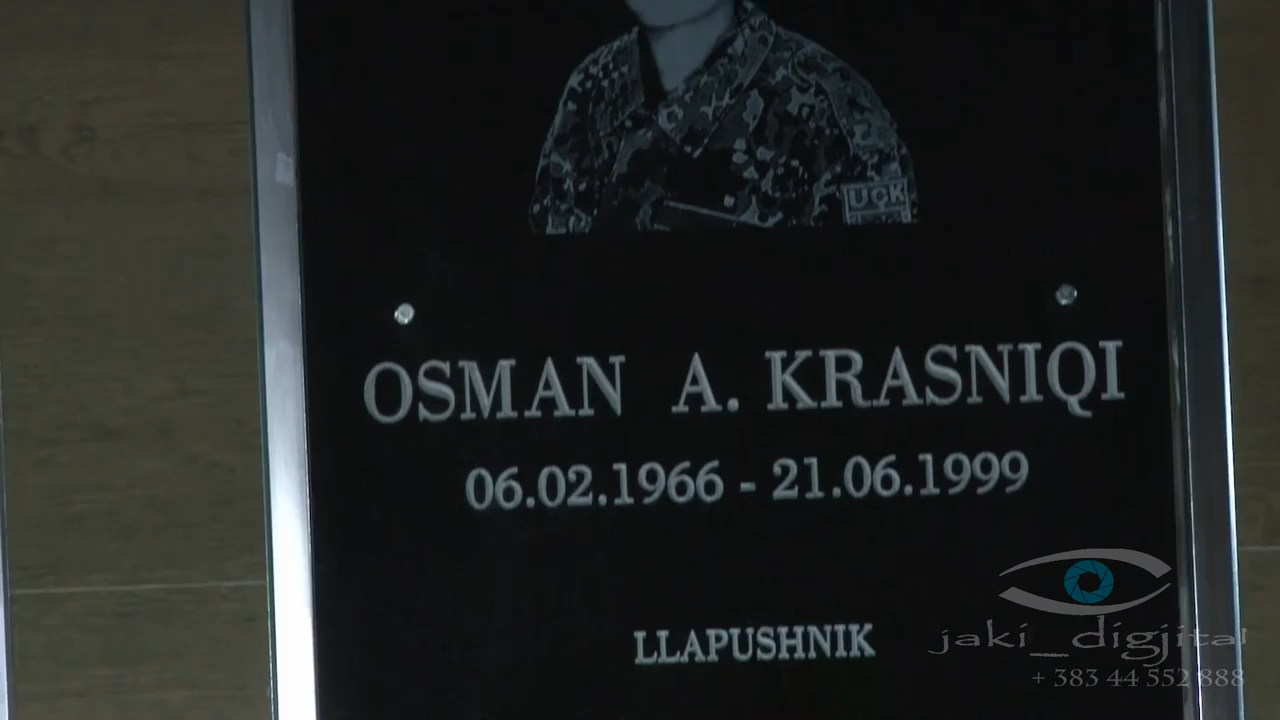 UÇK
OSMAN A. KRASNIQI
06.02.1966 - 21.06.1999
LLAPUSHNIK
jaki_digjital
+ 383 44 552 888